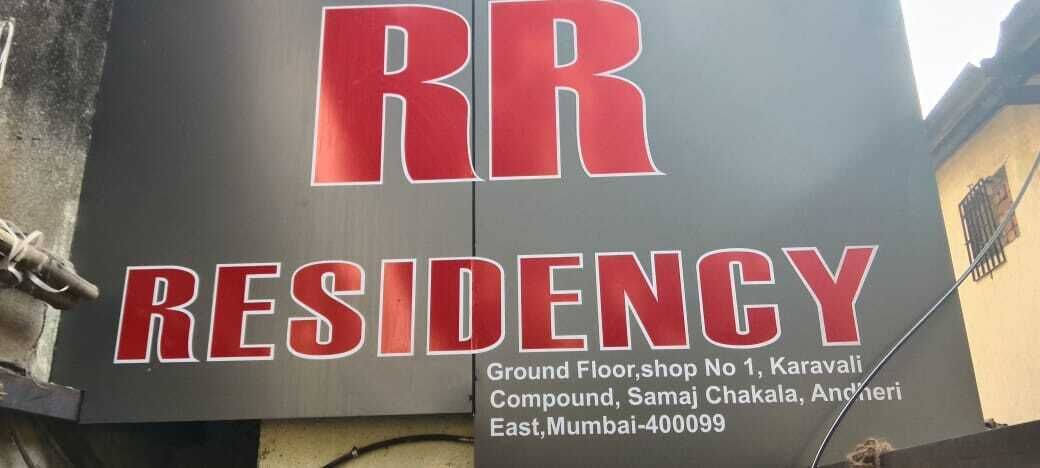 RR
RESIDENCY
Ground Floor,shop No 1, Karavali
Compound, Samaj Chakala, Andheri
East,Mumbai-400099